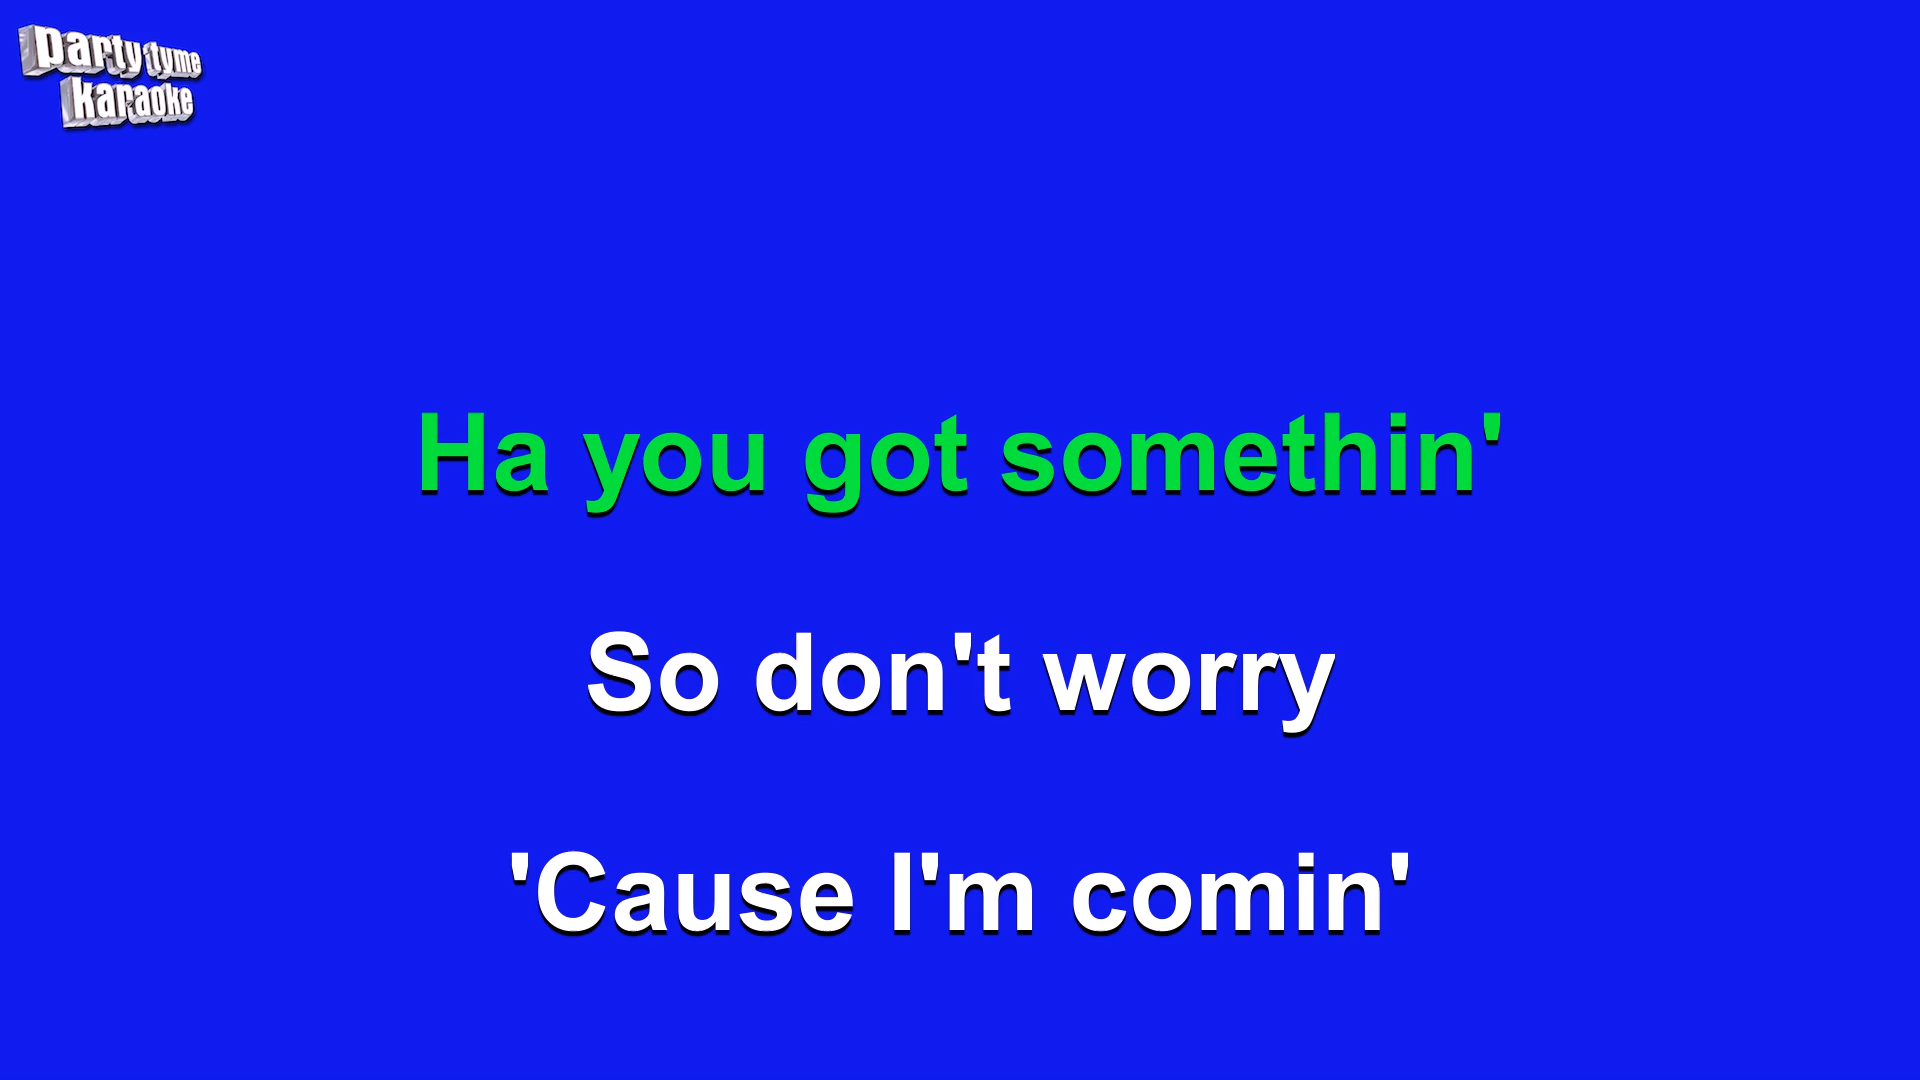 party tyme
karaoke
Ha you got somethin'
So don't worry
'Cause I'm comin'